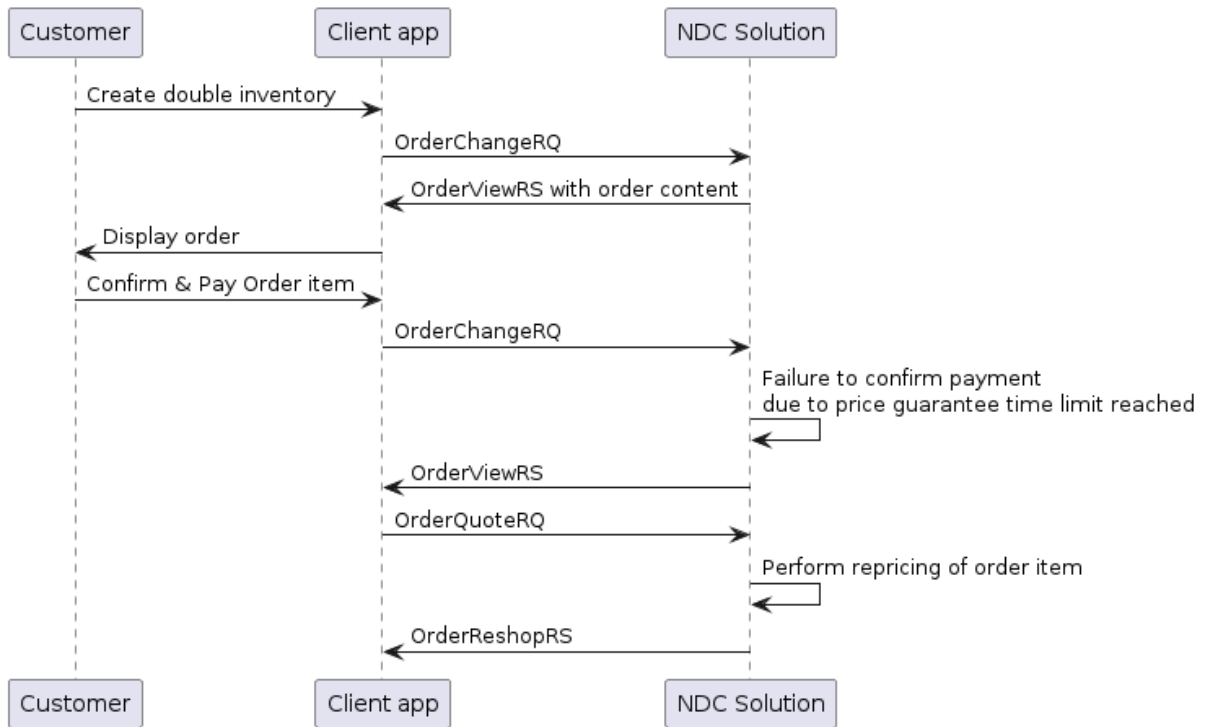 Customer
Client app
NDC Solution
Create double inventory
OrderChangeRQ
OrderViewRS with order content
Display order
Confirm & Pay Order item
OrderChangeRQ
Failure to confirm payment
due to price guarantee time limit reached
OrderViewRS
OrderQuoteRQ
Perform repricing of order item
OrderReshopRS
Customer
Client app
NDC Solution